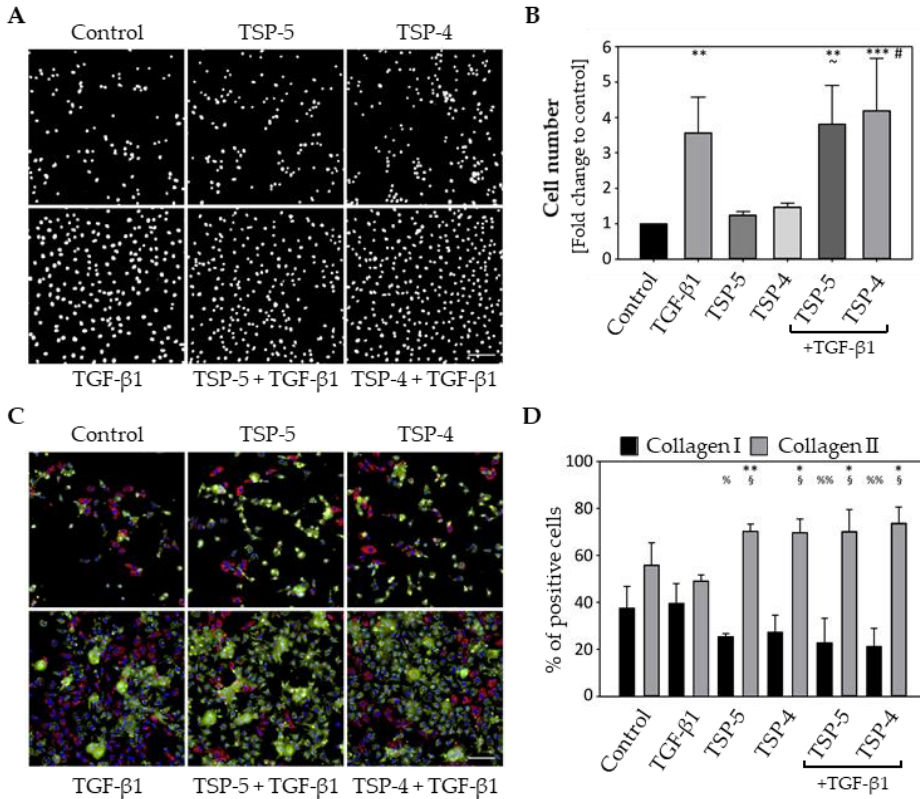 A
Control TSP-5 TSP-4
TGF-β1 TSP-5 + TGF-β1 TSP-4 + TGF-β1
B
Cell number
[Fold change to control]
6
5
4
3
2
1
0
** ** *** #
~
Control TGF-β1 TSP-5 TSP-4 TSP-5 TSP-4
+TGF-β1
C
Control TSP-5 TSP-4
TGF-β1 TSP-5 + TGF-β1 TSP-4 + TGF-β1
D
Collagen I Collagen II
% of positive cells
100
80
60
40
20
0
** * * *
% § § %% § %% §
Control TGF-β1 TSP-5 TSP-4 TSP-5 TSP-4
+TGF-β1